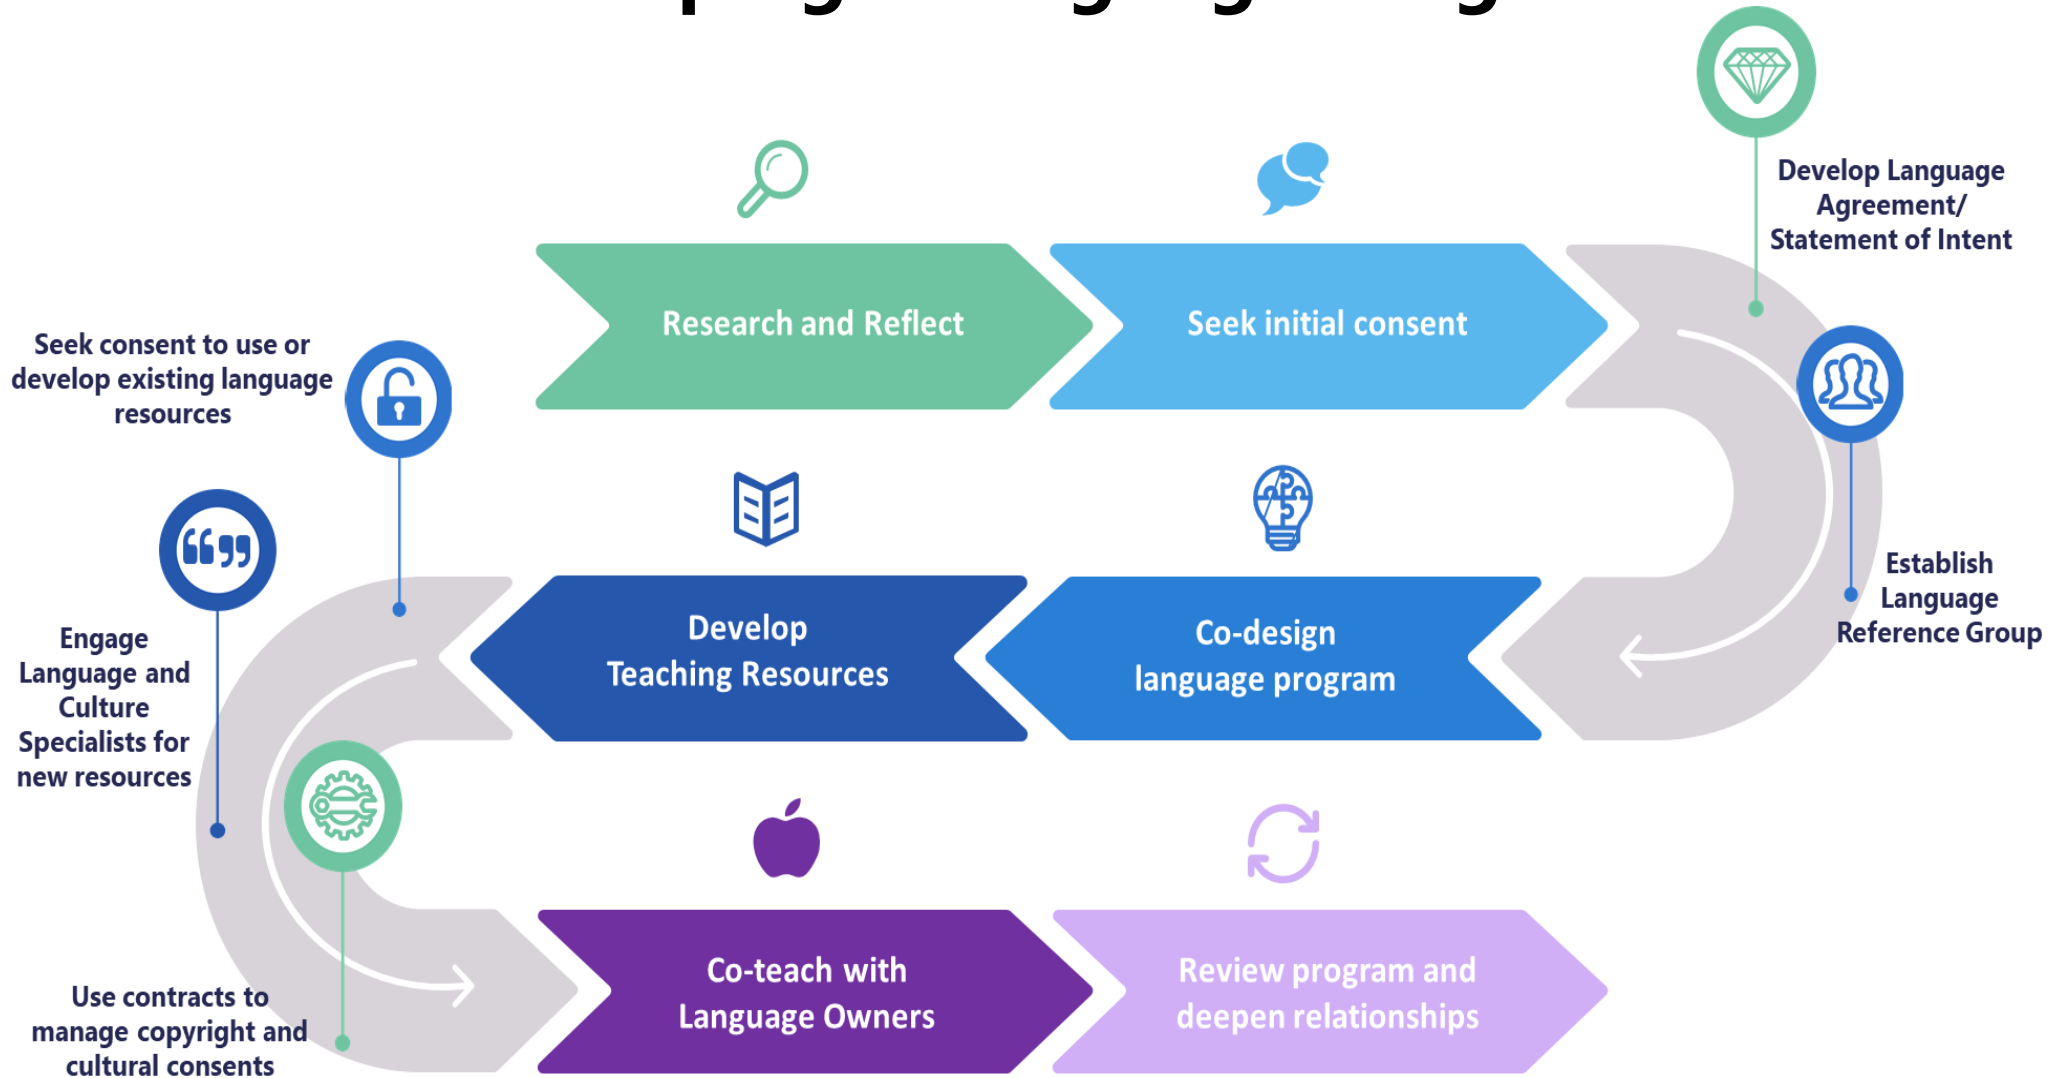 Develop Language
Agreement/
Statement of Intent
Research and Reflect
Seek initial consent
Seek consent to use or
develop existing language
resources
Establish
Language
Reference Group
Develop
Teaching Resources
Co-design
language program
Engage
Language and
Culture
Specialists for
new resources
Co-teach with
Language Owners
Review program and
deepen relationships
Use contracts to
manage copyright and
cultural consents